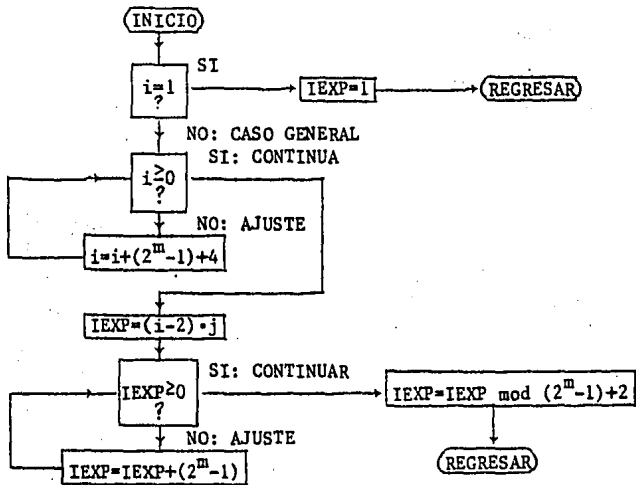 INICIO
SI
i=1
?
IEXP=1
REGRESAR
NO: CASO GENERAL
SI: CONTINUA
i≥0
?
NO: AJUSTE
i=i+(2^m-1)+4
IEXP=(i-2)·j
SI: CONTINUAR
IEXP≥0
?
IEXP=IEXP mod (2^m-1)+2
NO: AJUSTE
IEXP=IEXP+(2^m-1)
REGRESAR